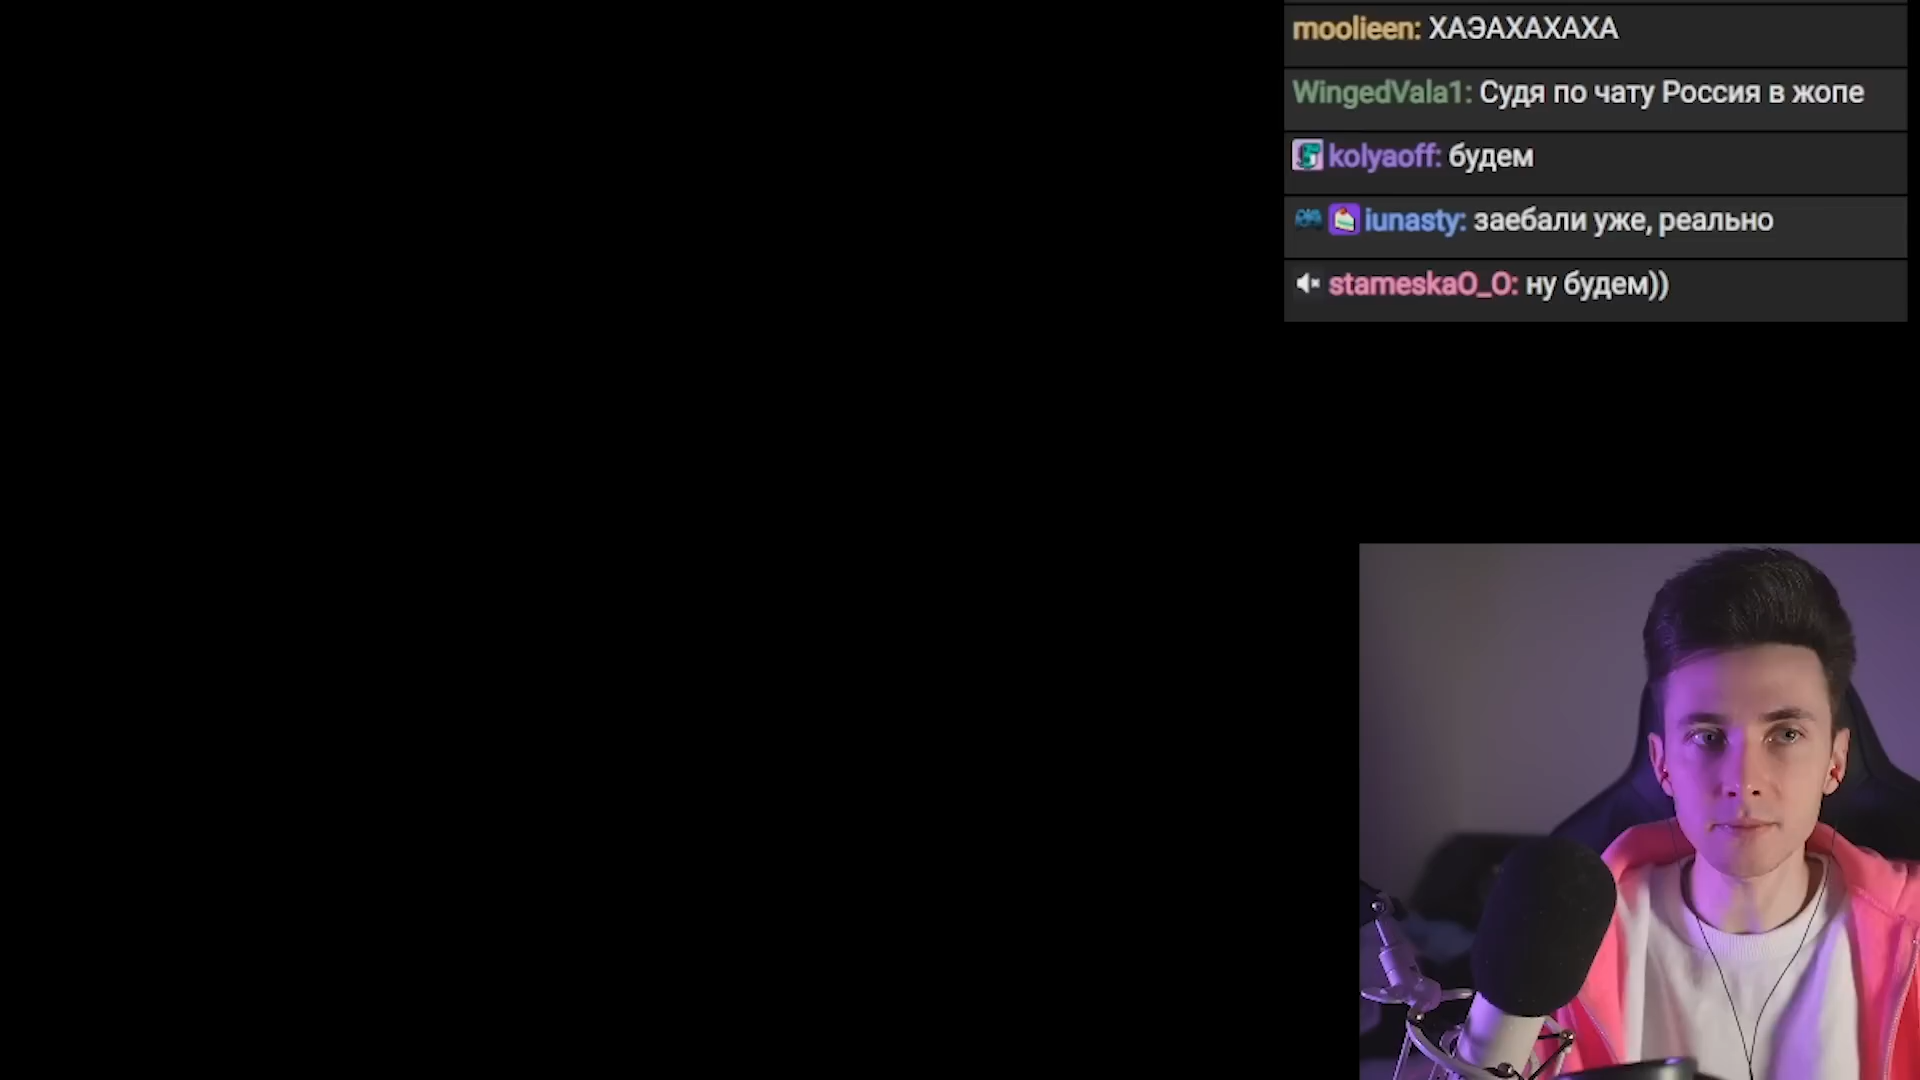 moolieen: ХАЭАХАХАХА
WingedVala1: Судя по чату Россия в жопе
kolyaoff: будем
iunasty: заебали уже, реально
stameskaO_O: ну будем))